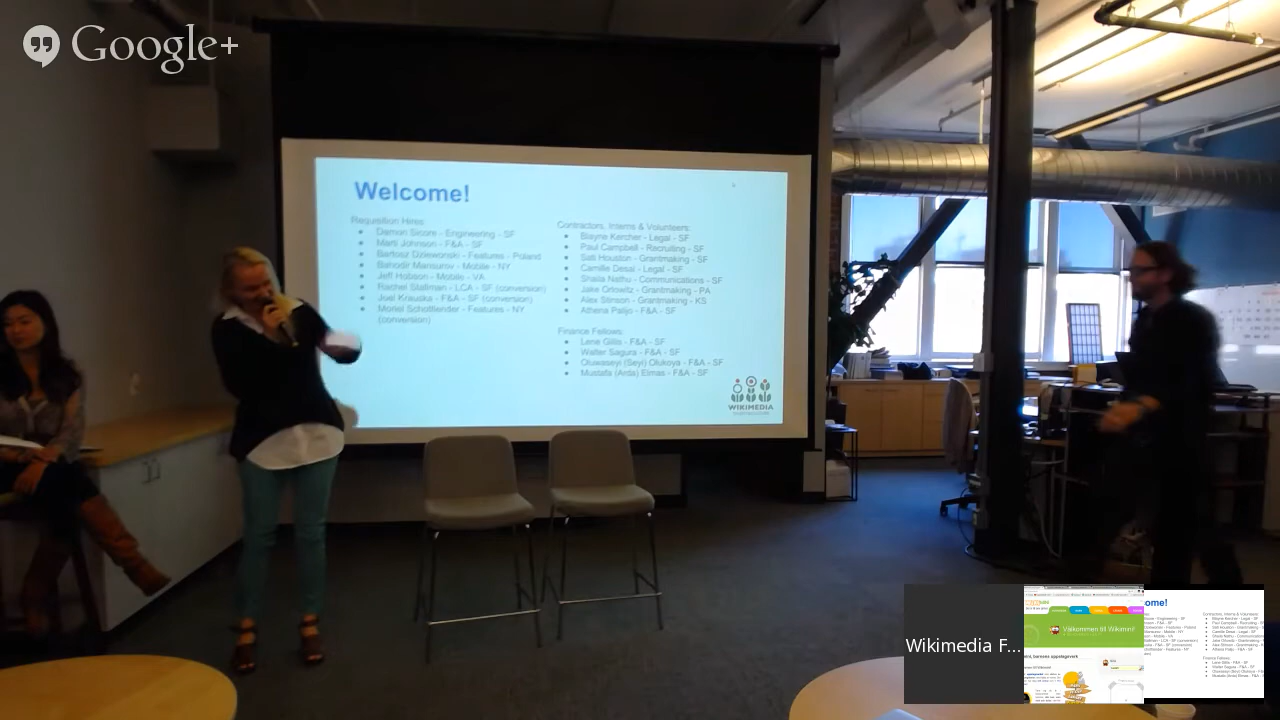 Google+
Welcome!
Requisition Hires:
Damon Sicore - Engineering - SF
Marti Johnson - F&A - SF
Bartosz Dziewonski - Features - Poland
Bahodir Mansurov - Mobile - NY
Jeff Hobson - Mobile - VA
Rachel Stallman - LCA - SF (conversion)
Joel Krauska - F&A - SF (conversion)
Moriel Schottlender - Features - NY
(conversion)
Contractors, Interns & Volunteers:
Blayne Kercher - Legal - SF
Paul Campbell - Recruiting - SF
Sati Houston - Grantmaking - SF
Camille Desai - Legal - SF
Shaila Nathu - Communications - SF
Jake Orlowitz - Grantmaking - PA
Alex Stinson - Grantmaking - KS
Athena Palijo - F&A - SF
Finance Fellows:
Lene Gillis - F&A - SF
Walter Sagura - F&A - SF
Oluwaseyi (Seyi) Olukoya - F&A - SF
Mustafa (Arda) Elmas - F&A - SF
WIKIMEDIA
Wikimedia F...
Välkommen till Wikimini!
ome!